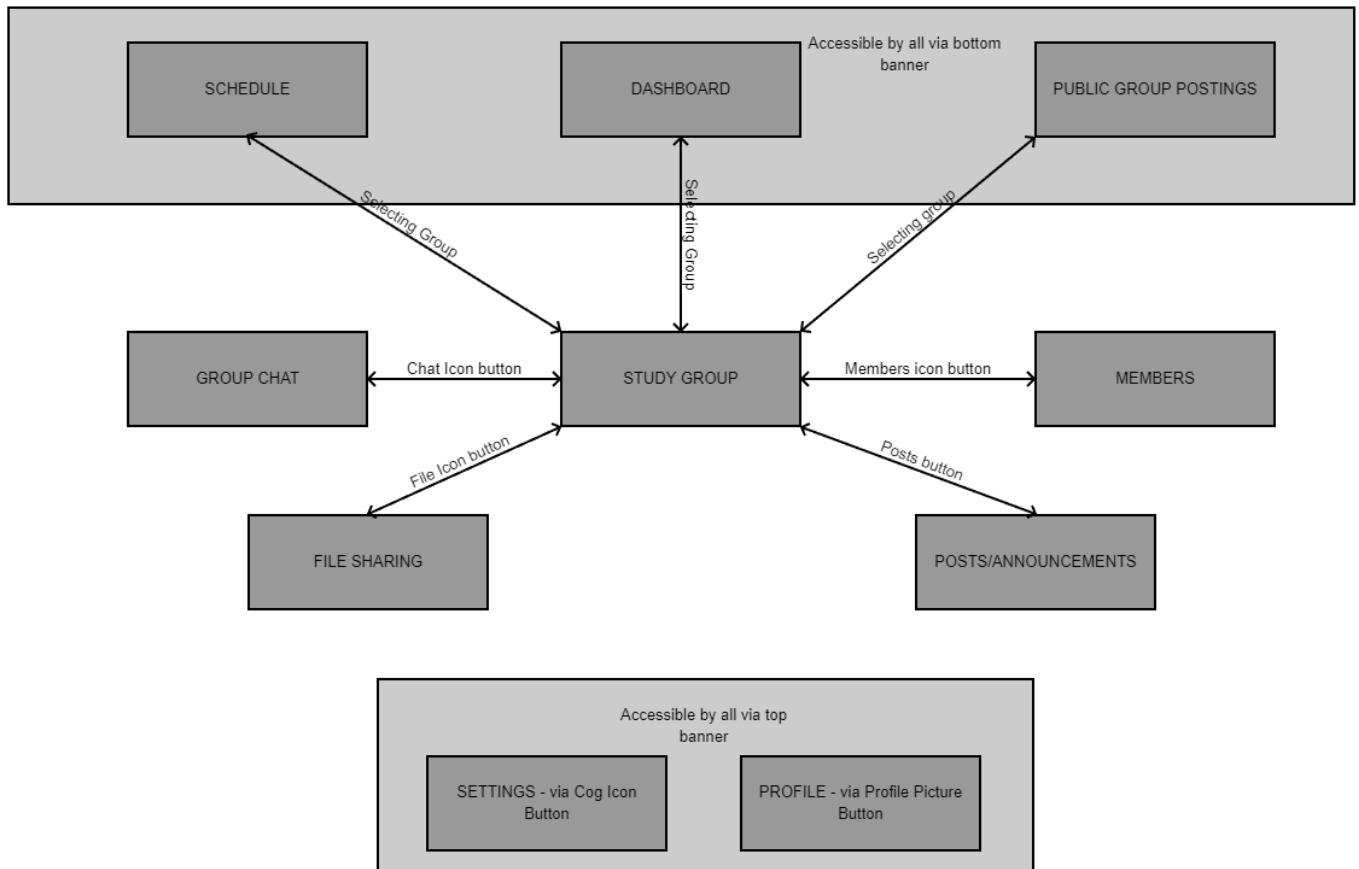 Accessible by all via bottom
banner
SCHEDULE
DASHBOARD
PUBLIC GROUP POSTINGS
Selecting Group
Selecting Group
Selecting group
GROUP CHAT
Chat Icon button
STUDY GROUP
Members icon button
MEMBERS
File Icon button
Posts button
FILE SHARING
POSTS/ANNOUNCEMENTS
Accessible by all via top
banner
SETTINGS - via Cog Icon
Button
PROFILE - via Profile Picture
Button